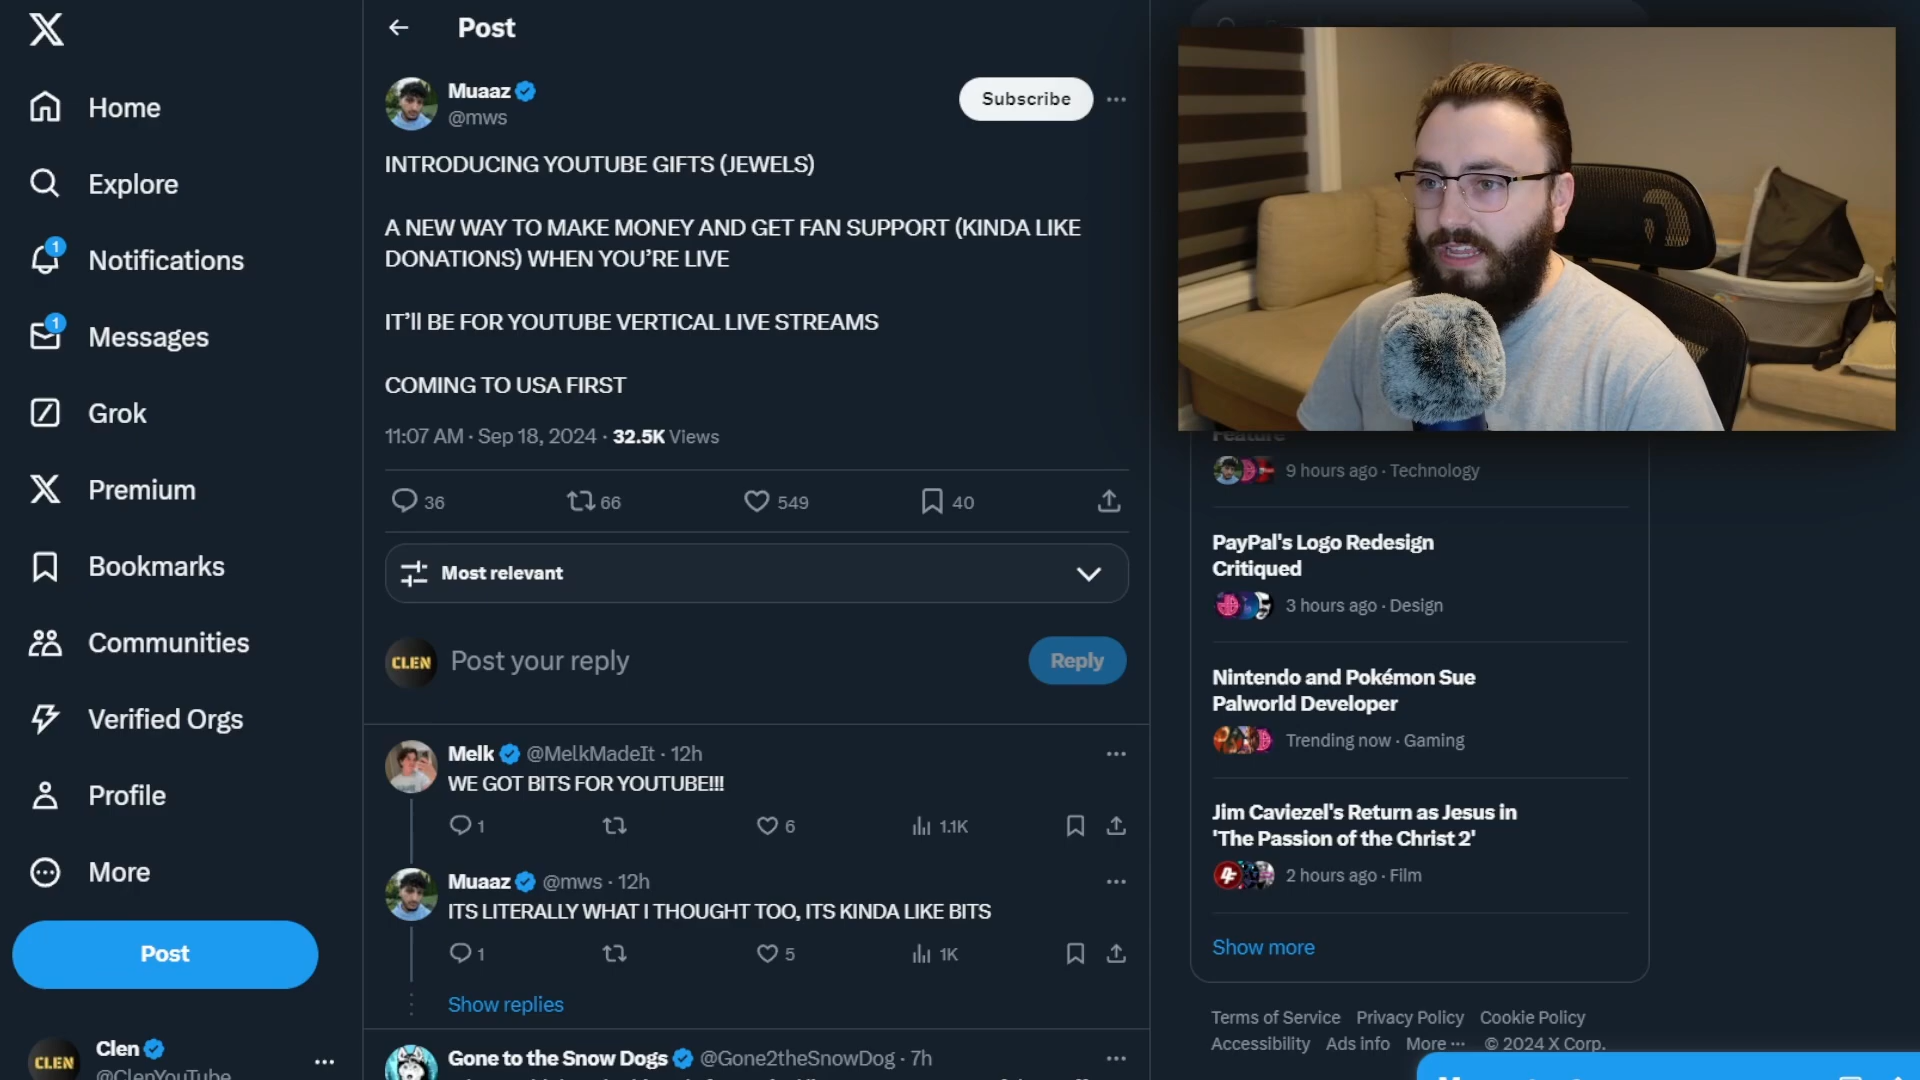 Post
Muaaz
@mws
Subscribe
INTRODUCING YOUTUBE GIFTS (JEWELS)
A NEW WAY TO MAKE MONEY AND GET FAN SUPPORT (KINDA LIKE
DONATIONS) WHEN YOU’RE LIVE
IT’ll BE FOR YOUTUBE VERTICAL LIVE STREAMS
COMING TO USA FIRST
11:07 AM · Sep 18, 2024 · 32.5K Views
36 66 549 40
Most relevant
CLEN Post your reply Reply
Melk @MelkMadeIt · 12h
WE GOT BITS FOR YOUTUBE!!!
1 6 1.1K
Muaaz @mws · 12h
ITS LITERALLY WHAT I THOUGHT TOO, ITS KINDA LIKE BITS
1 5 1K
Show replies
Gone to the Snow Dogs @Gone2theSnowDog · 7h
Home
Explore
1
Notifications
1
Messages
Grok
Premium
Bookmarks
Communities
Verified Orgs
Profile
More
Post
CLEN
Clen
@ClenYouTube
Feature
9 hours ago · Technology
PayPal's Logo Redesign
Critiqued
3 hours ago · Design
Nintendo and Pokémon Sue
Palworld Developer
Trending now · Gaming
Jim Caviezel's Return as Jesus in
'The Passion of the Christ 2'
2 hours ago · Film
Show more
Terms of Service Privacy Policy Cookie Policy
Accessibility Ads info More ··· © 2024 X Corp.